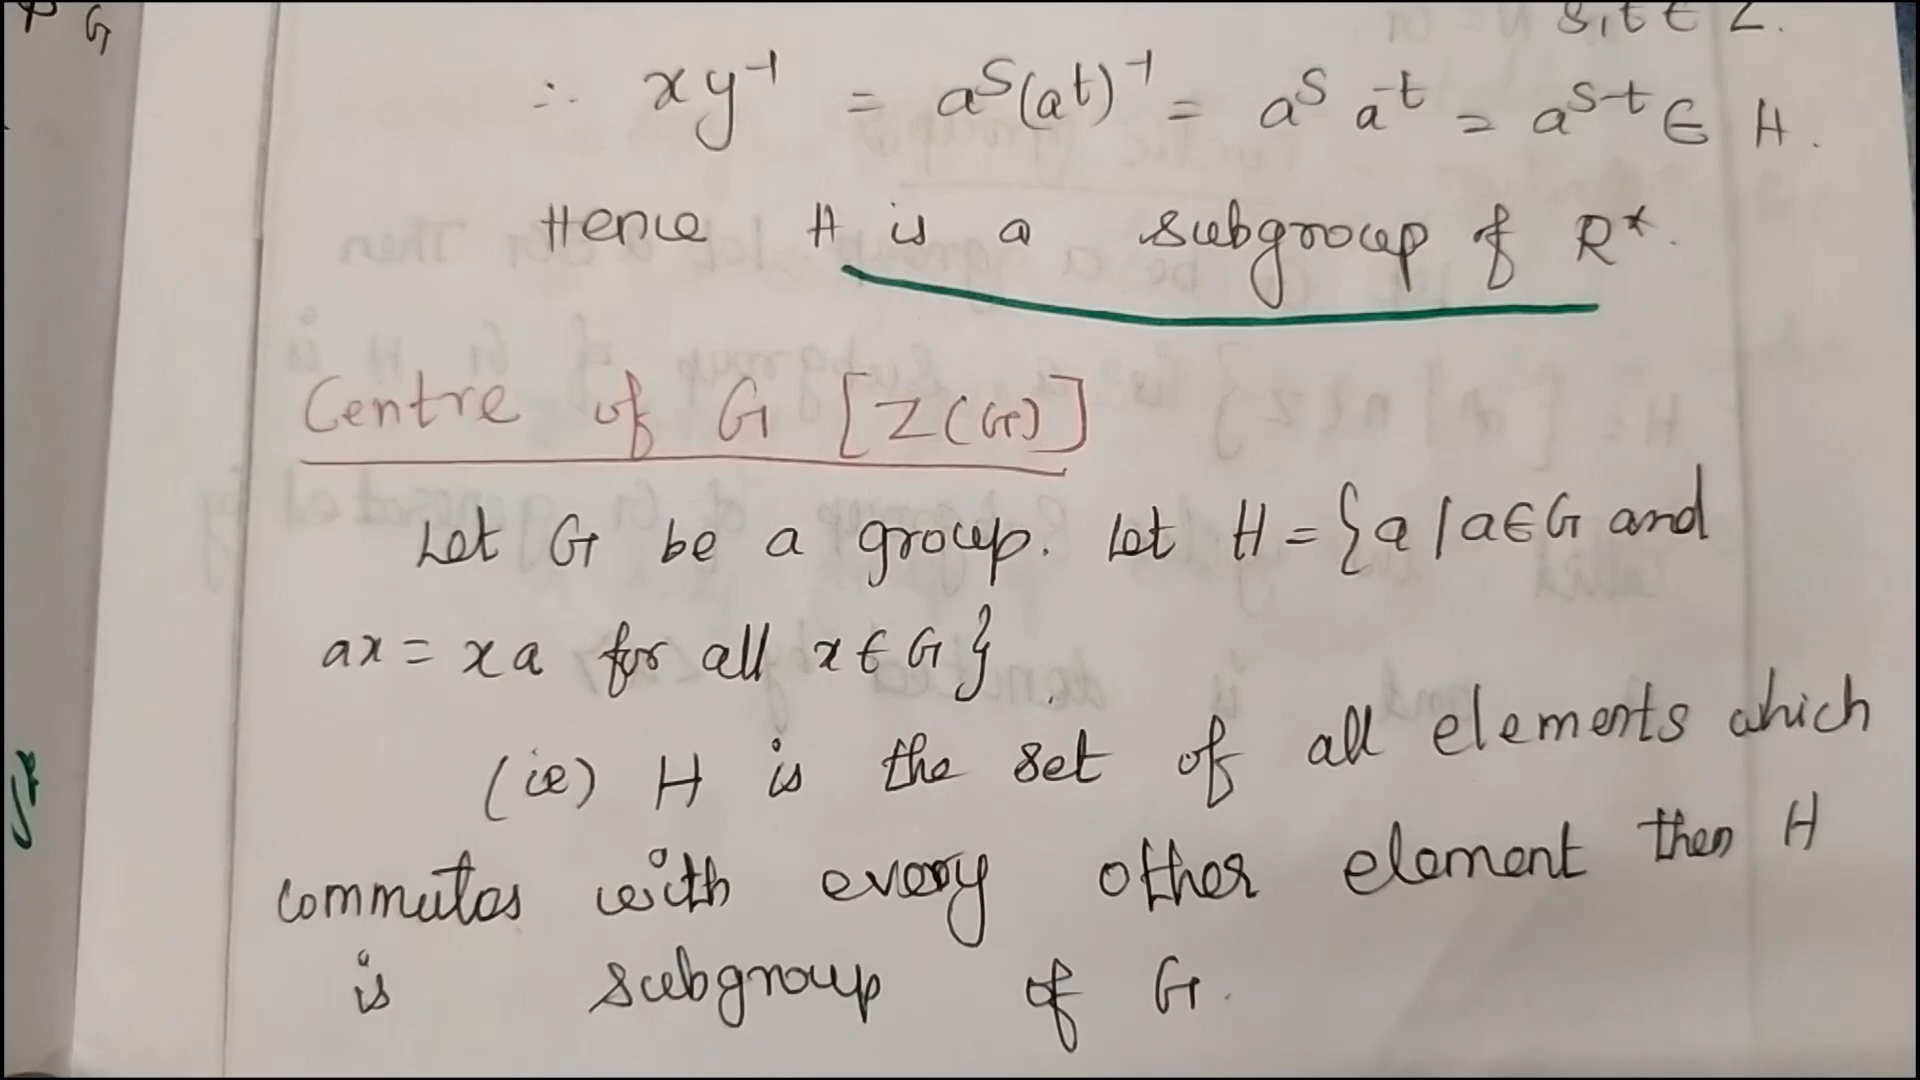 G
s,t ∈ Z.
∴ xy⁻¹ = aˢ(aᵗ)⁻¹ = aˢ a⁻ᵗ = aˢ⁻ᵗ ∈ H.
Hence H is a subgroup of R*.
Centre of G [Z(G)]
Let G be a group. Let H = {a / a∈G and
ax = xa for all x ∈ G}.
(ie) H is the set of all elements which
commutes with every other element then H
is subgroup of G.